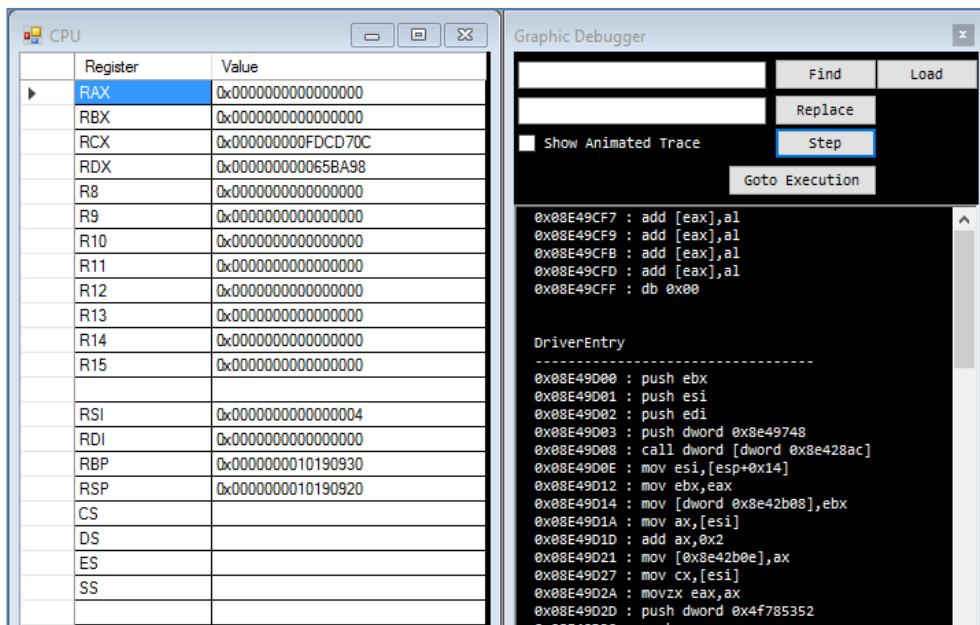 CPU
Register Value
RAX 0x0000000000000000
RBX 0x0000000000000000
RCX 0x000000000FDCD70C
RDX 0x000000000065BA98
R8 0x0000000000000000
R9 0x0000000000000000
R10 0x0000000000000000
R11 0x0000000000000000
R12 0x0000000000000000
R13 0x0000000000000000
R14 0x0000000000000000
R15 0x0000000000000000
RSI 0x0000000000000004
RDI 0x0000000000000000
RBP 0x0000000010190930
RSP 0x0000000010190920
CS
DS
ES
SS
Graphic Debugger
Find Load
Replace
Show Animated Trace Step
Goto Execution
0x08E49CF7 : add [eax],al
0x08E49CF9 : add [eax],al
0x08E49CFB : add [eax],al
0x08E49CFD : add [eax],al
0x08E49CFF : db 0x00
DriverEntry
----------------------------------
0x08E49D00 : push ebx
0x08E49D01 : push esi
0x08E49D02 : push edi
0x08E49D03 : push dword 0x8e49748
0x08E49D08 : call dword [dword 0x8e428ac]
0x08E49D0E : mov esi,[esp+0x14]
0x08E49D12 : mov ebx,eax
0x08E49D14 : mov [dword 0x8e42b08],ebx
0x08E49D1A : mov ax,[esi]
0x08E49D1D : add ax,0x2
0x08E49D21 : mov [0x8e42b0e],ax
0x08E49D27 : mov cx,[esi]
0x08E49D2A : movzx eax,ax
0x08E49D2D : push dword 0x4f785352